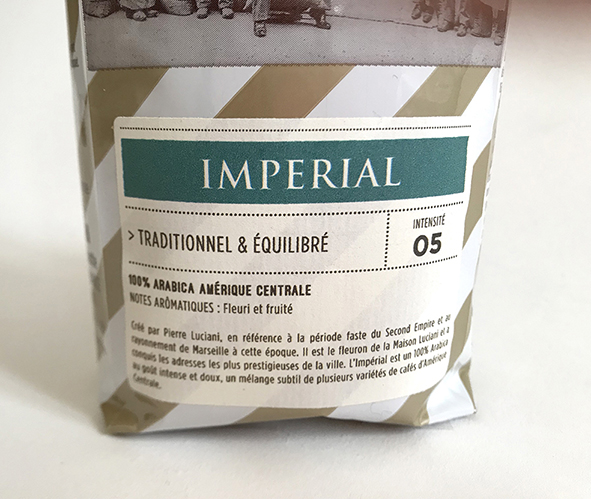 IMPERIAL
> TRADITIONNEL & ÉQUILIBRÉ
INTENSITÉ
05
100% ARABICA AMÉRIQUE CENTRALE
NOTES ARÔMATIQUES : Fleuri et fruité
Créé par Pierre Luciani, en référence à la période faste du Second Empire et au
rayonnement de Marseille à cette époque. Il est le fleuron de la Maison Luciani et a
conquis les adresses les plus prestigieuses de la ville. L'Impérial est un 100% Arabica
au goût intense et doux, un mélange subtil de plusieurs variétés de cafés d'Amérique
Centrale.